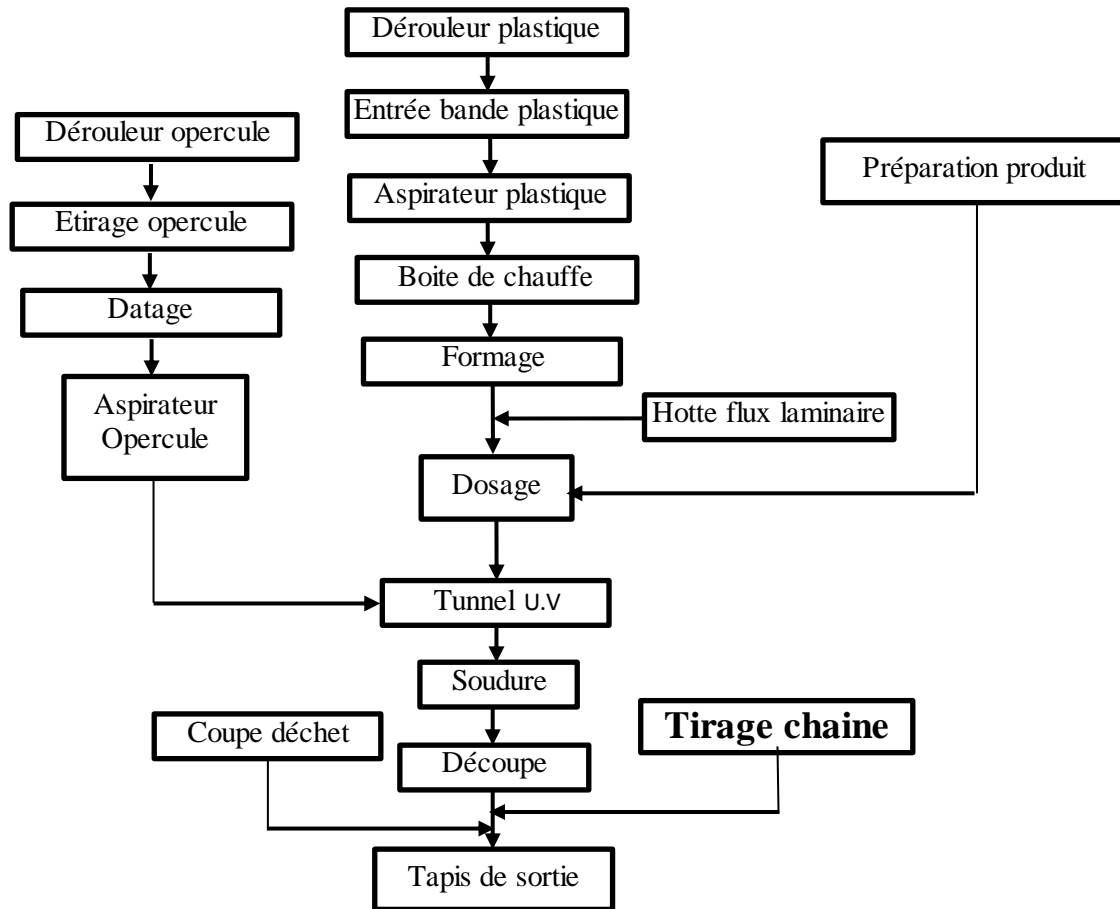 Dérouleur plastique
Entrée bande plastique
Dérouleur opercule
Préparation produit
Aspirateur plastique
Etirage opercule
Boite de chauffe
Datage
Formage
Aspirateur
Opercule
Hotte flux laminaire
Dosage
Tunnel U.V
Soudure
Coupe déchet
Tirage chaine
Découpe
Tapis de sortie